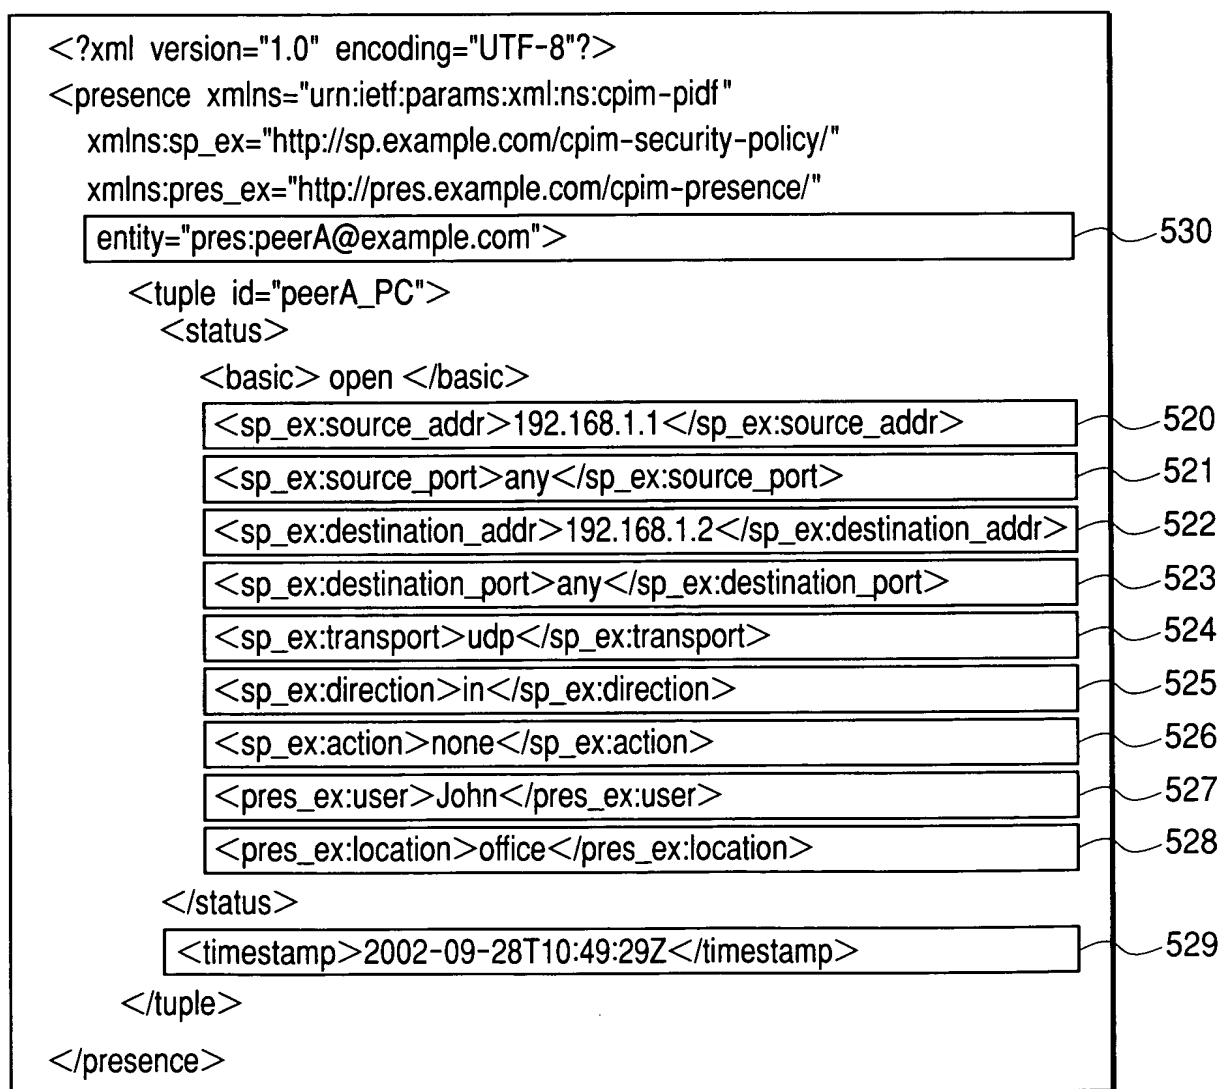 <?xml version="1.0" encoding="UTF-8"?>
<presence xmlns="urn:ietf:params:xml:ns:cpim-pidf"
xmlns:sp_ex="http://sp.example.com/cpim-security-policy/"
xmlns:pres_ex="http://pres.example.com/cpim-presence/"
entity="pres:peerA@example.com"> 530
<tuple id="peerA_PC">
<status>
<basic> open </basic>
<sp_ex:source_addr>192.168.1.1</sp_ex:source_addr> 520
<sp_ex:source_port>any</sp_ex:source_port> 521
<sp_ex:destination_addr>192.168.1.2</sp_ex:destination_addr> 522
<sp_ex:destination_port>any</sp_ex:destination_port> 523
<sp_ex:transport>udp</sp_ex:transport> 524
<sp_ex:direction>in</sp_ex:direction> 525
<sp_ex:action>none</sp_ex:action> 526
<pres_ex:user>John</pres_ex:user> 527
<pres_ex:location>office</pres_ex:location> 528
</status>
<timestamp>2002-09-28T10:49:29Z</timestamp> 529
</tuple>
</presence>